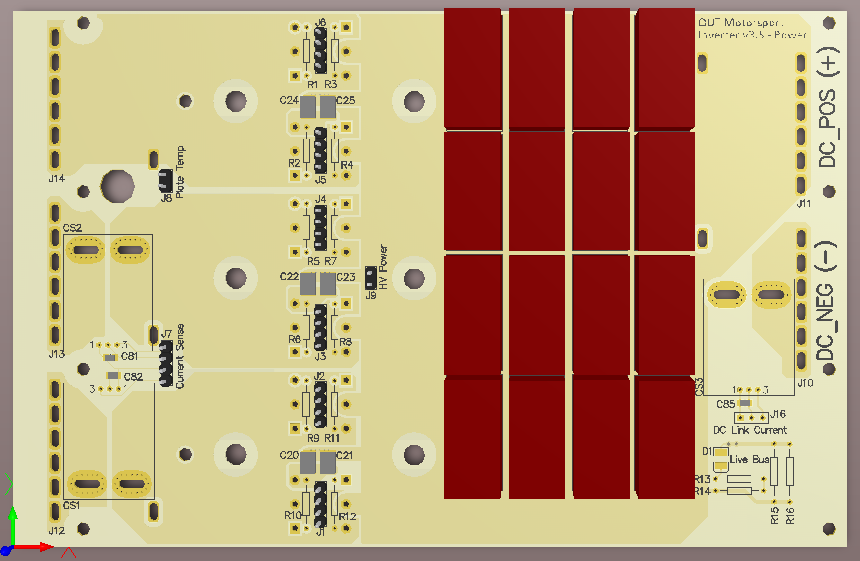 QUT Motorsport
Inverter v3.5 - Power
J6
R1 R3
C24 C25
R2 R4
J5
J14
Plate Temp
J8
DC_POS (+)
J11
J4
R5 R7
CS2
C22 C23
HV Power
J9
R6 R8
J3
J13
J7
Current Sense
1 3
C81
C82
3 1
DC_NEG (-)
J10
CS3
1 3
C85
J16
DC Link Current
J2
R9 R11
C20 C21
R10 R12
J1
CS1
J12
D1
Live Bus
R13
R14
R15
R16
X
Y